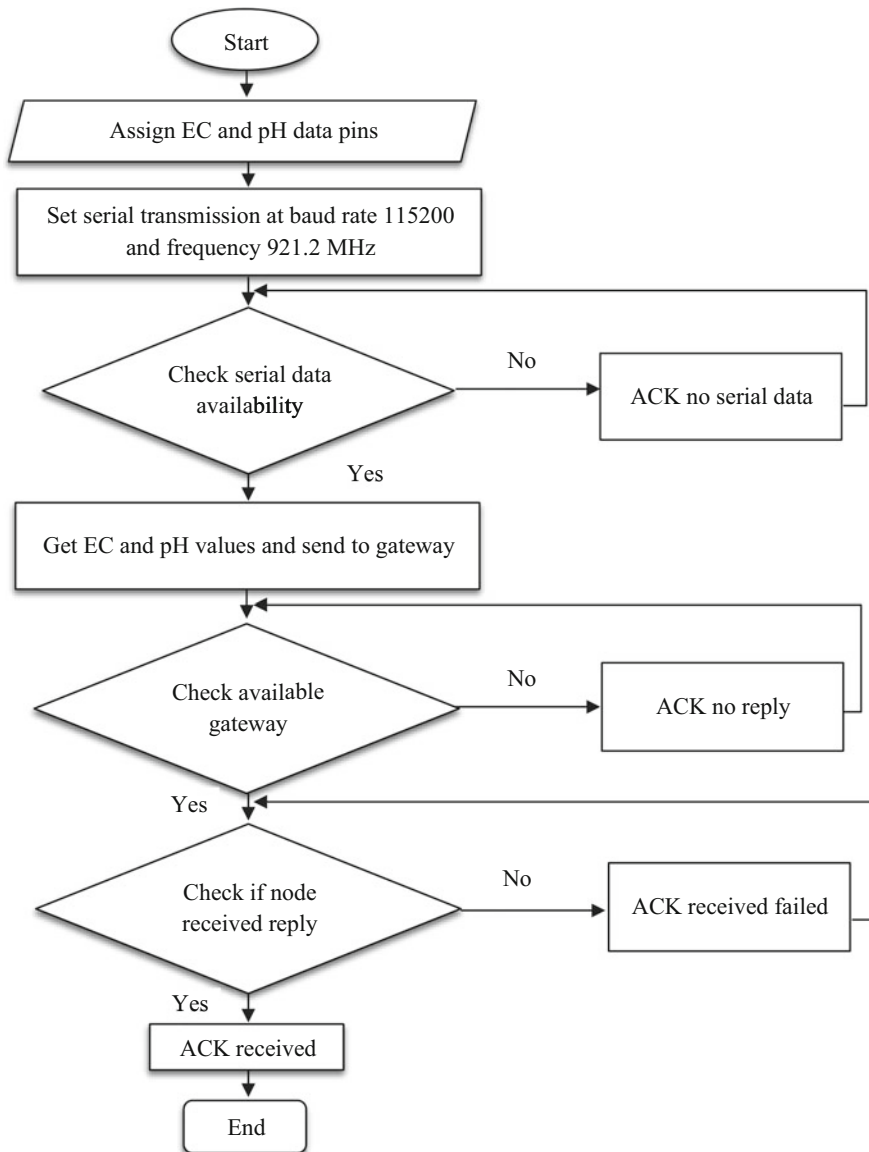 Start
Assign EC and pH data pins
Set serial transmission at baud rate 115200
and frequency 921.2 MHz
Check serial data
availability
No
ACK no serial data
Yes
Get EC and pH values and send to gateway
Check available
gateway
No
ACK no reply
Yes
Check if node
received reply
No
ACK received failed
Yes
ACK received
End